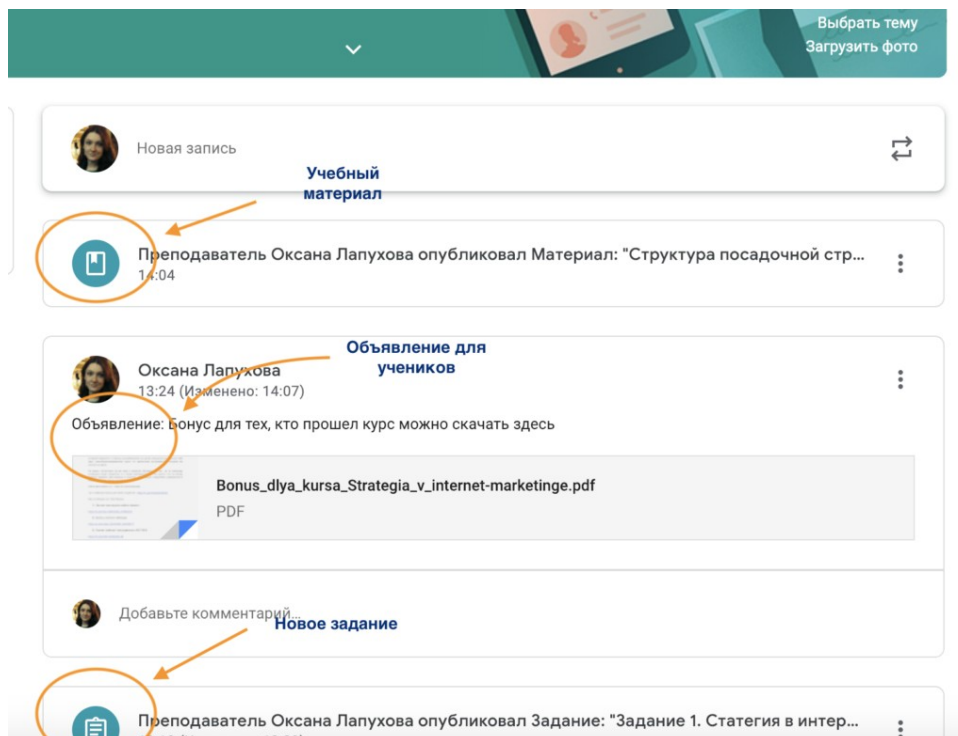 Выбрать тему
Загрузить фото
Новая запись
Учебный
материал
Преподаватель Оксана Лапухова опубликовал Материал: "Структура посадочной стр...
14:04
Объявление для
учеников
Оксана Лапухова
13:24 (Изменено: 14:07)
Объявление: Бонус для тех, кто прошел курс можно скачать здесь
Bonus_dlya_kursa_Strategia_v_internet-marketinge.pdf
PDF
Добавьте комментарий...
Новое задание
Преподаватель Оксана Лапухова опубликовал Задание: "Задание 1. Статегия в интер...